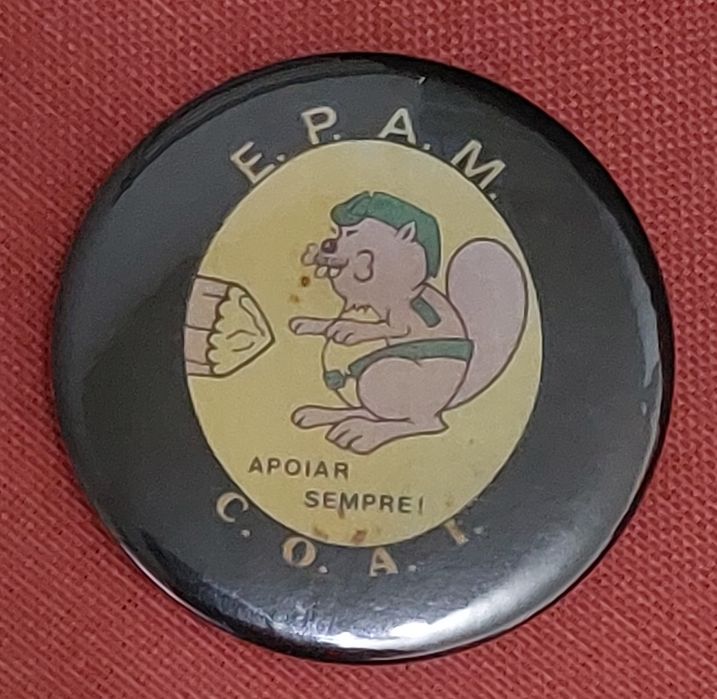 E. P. A. M.
APOIAR
SEMPRE!
C. O. A. I.